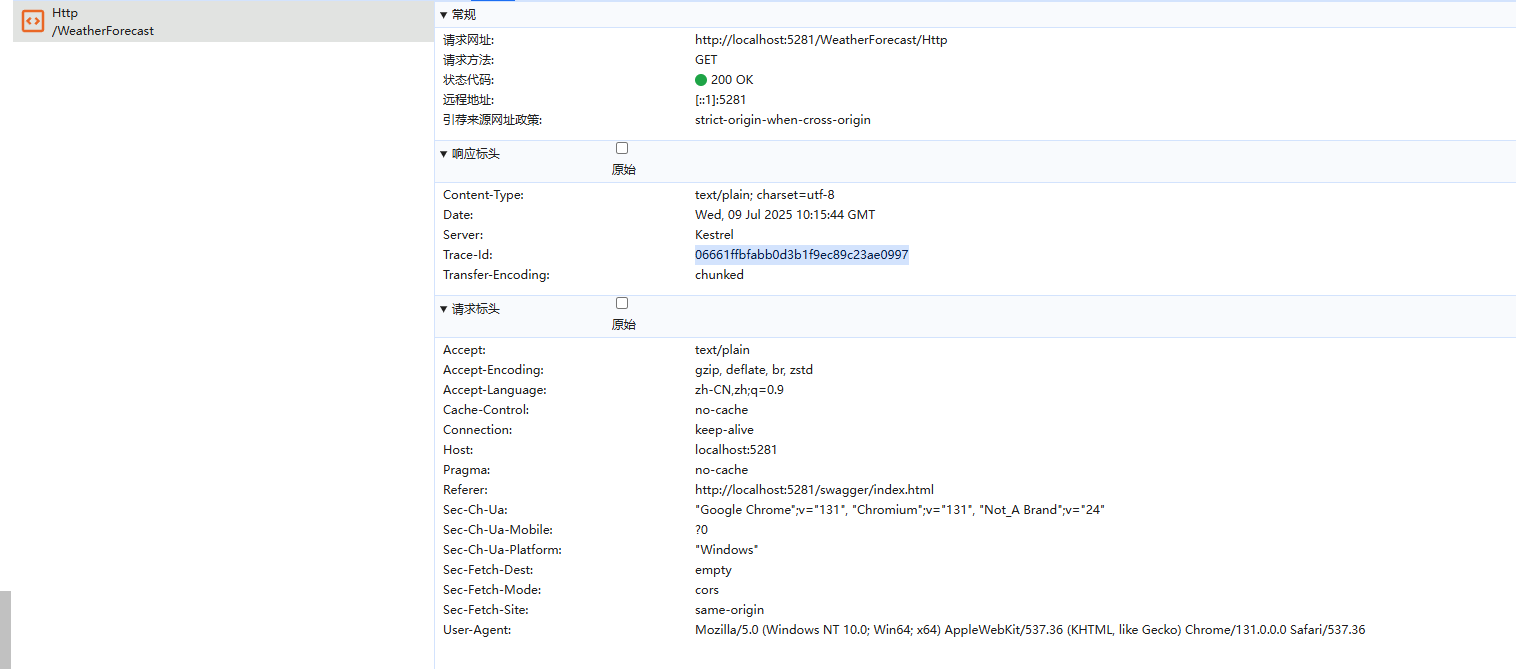 Http
/WeatherForecast
▼ 常规
请求网址: http://localhost:5281/WeatherForecast/Http
请求方法: GET
状态代码: 200 OK
远程地址: [::1]:5281
引荐来源网址政策: strict-origin-when-cross-origin
▼ 响应标头
原始
Content-Type: text/plain; charset=utf-8
Date: Wed, 09 Jul 2025 10:15:44 GMT
Server: Kestrel
Trace-Id: 06661ffbfabb0d3b1f9ec89c23ae0997
Transfer-Encoding: chunked
▼ 请求标头
原始
Accept: text/plain
Accept-Encoding: gzip, deflate, br, zstd
Accept-Language: zh-CN,zh;q=0.9
Cache-Control: no-cache
Connection: keep-alive
Host: localhost:5281
Pragma: no-cache
Referer: http://localhost:5281/swagger/index.html
Sec-Ch-Ua: "Google Chrome";v="131", "Chromium";v="131", "Not_A Brand";v="24"
Sec-Ch-Ua-Mobile: ?0
Sec-Ch-Ua-Platform: "Windows"
Sec-Fetch-Dest: empty
Sec-Fetch-Mode: cors
Sec-Fetch-Site: same-origin
User-Agent: Mozilla/5.0 (Windows NT 10.0; Win64; x64) AppleWebKit/537.36 (KHTML, like Gecko) Chrome/131.0.0.0 Safari/537.36